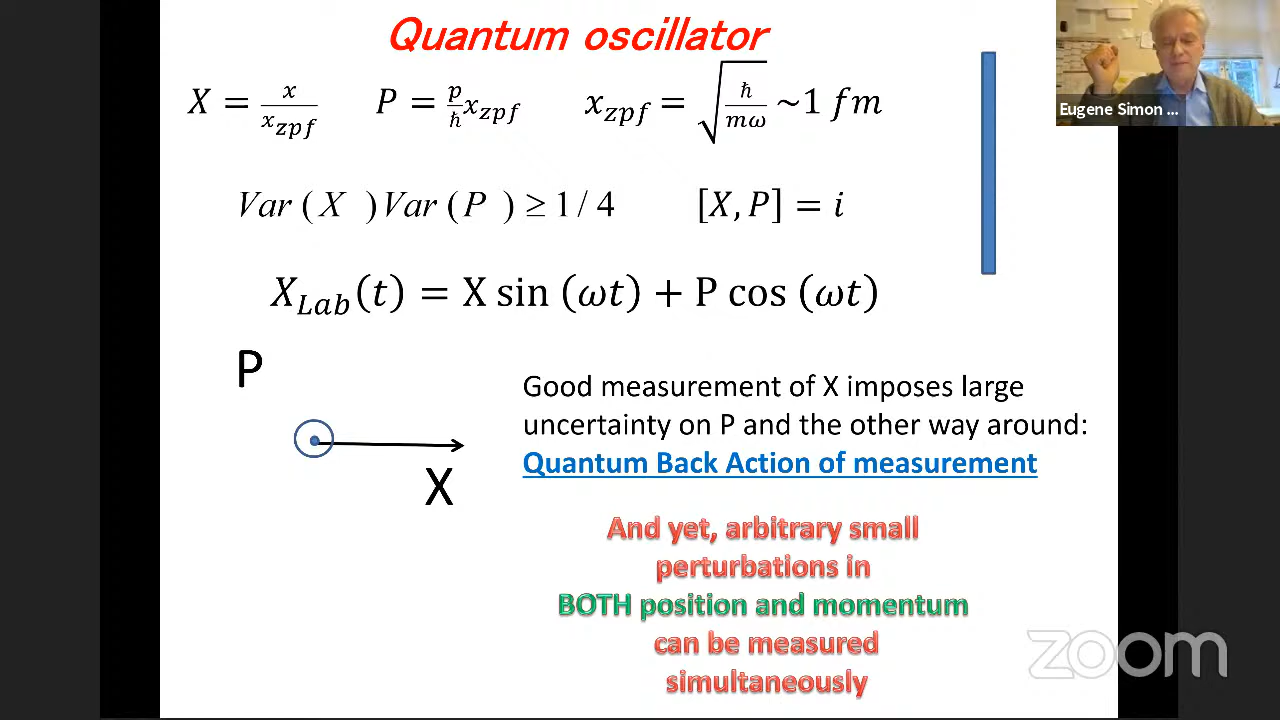 Quantum oscillator
X = x/x_zpf P = p/ħ x_zpf x_zpf = √(ħ/mω) ~1 fm
Var ( X ) Var ( P ) ≥ 1 / 4 [X, P] = i
X_Lab(t) = X sin (ωt) + P cos (ωt)
P
X
Good measurement of X imposes large
uncertainty on P and the other way around:
Quantum Back Action of measurement
And yet, arbitrary small
perturbations in
BOTH position and momentum
can be measured
simultaneously
Eugene Simon ...
zoom